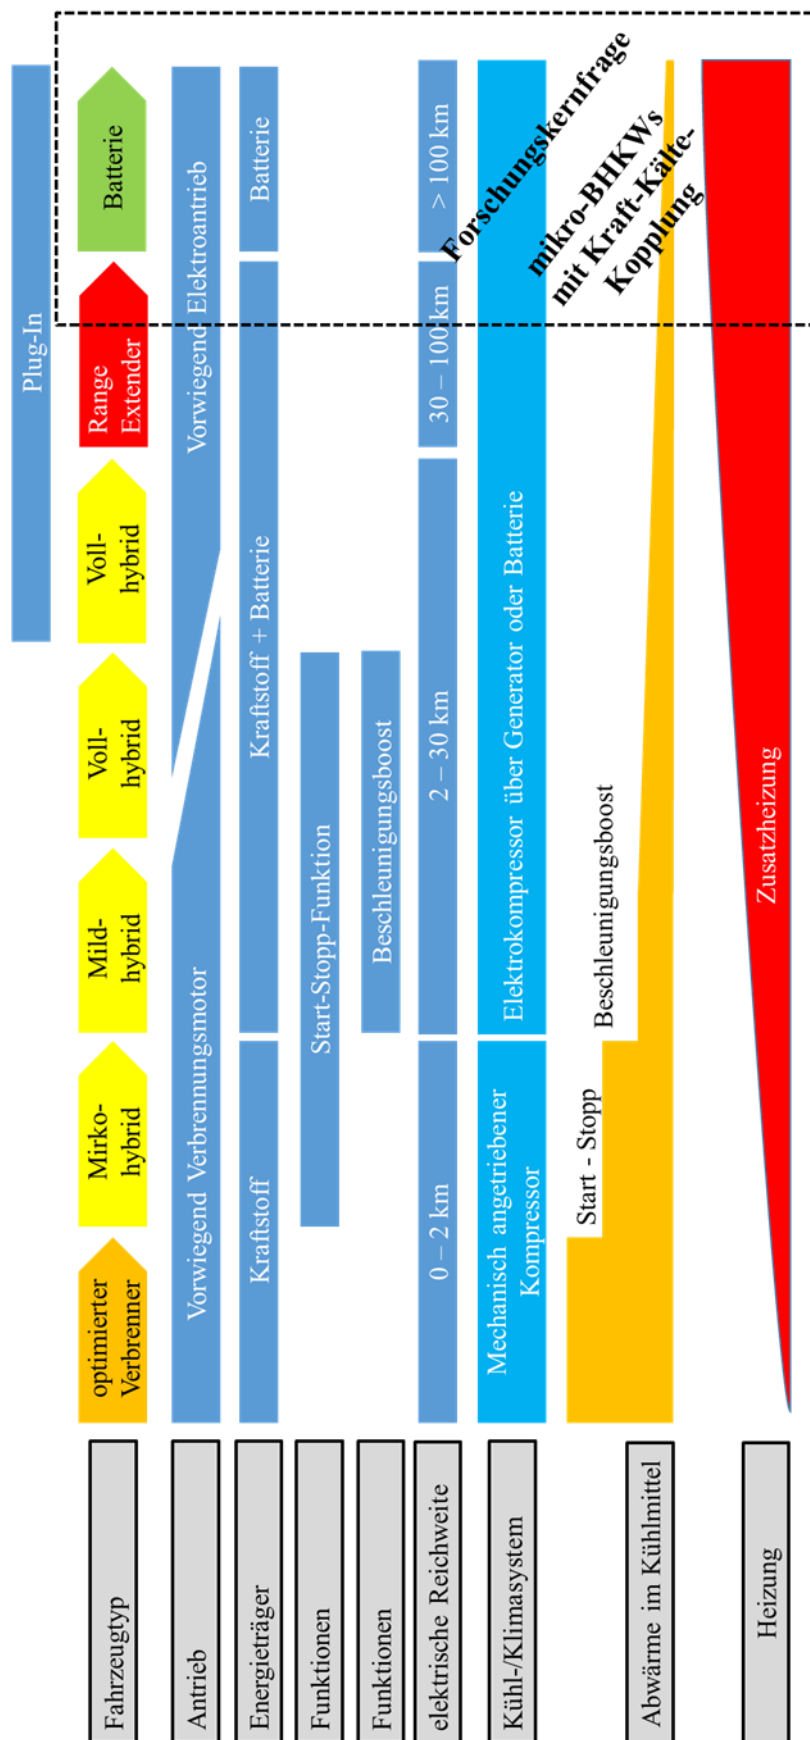 Plug-In
Fahrzeugtyp
optimierter
Verbrenner
Mirko-
hybrid
Mild-
hybrid
Voll-
hybrid
Voll-
hybrid
Range
Extender
Batterie
Antrieb
Vorwiegend Verbrennungsmotor
Vorwiegend Elektroantrieb
Energieträger
Kraftstoff
Kraftstoff + Batterie
Batterie
Funktionen
Start-Stopp-Funktion
Funktionen
Beschleunigungsboost
elektrische Reichweite
0 – 2 km
2 – 30 km
30 – 100 km
> 100 km
Kühl-/Klimasystem
Mechanisch angetriebener
Kompressor
Elektrokompressor über Generator oder Batterie
Forschungskernfrage
mikro-BHKWs
mit Kraft-Kälte-
Kopplung
Abwärme im Kühlmittel
Start - Stopp
Beschleunigungsboost
Heizung
Zusatzheizung